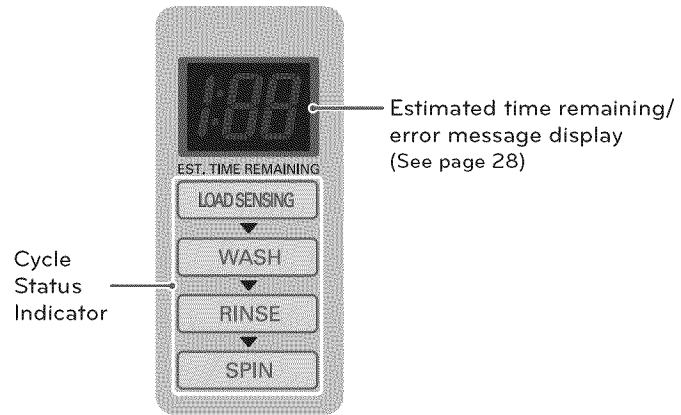 1:88
Estimated time remaining/
error message display
(See page 28)
EST. TIME REMAINING
LOAD SENSING
WASH
RINSE
SPIN
Cycle
Status
Indicator